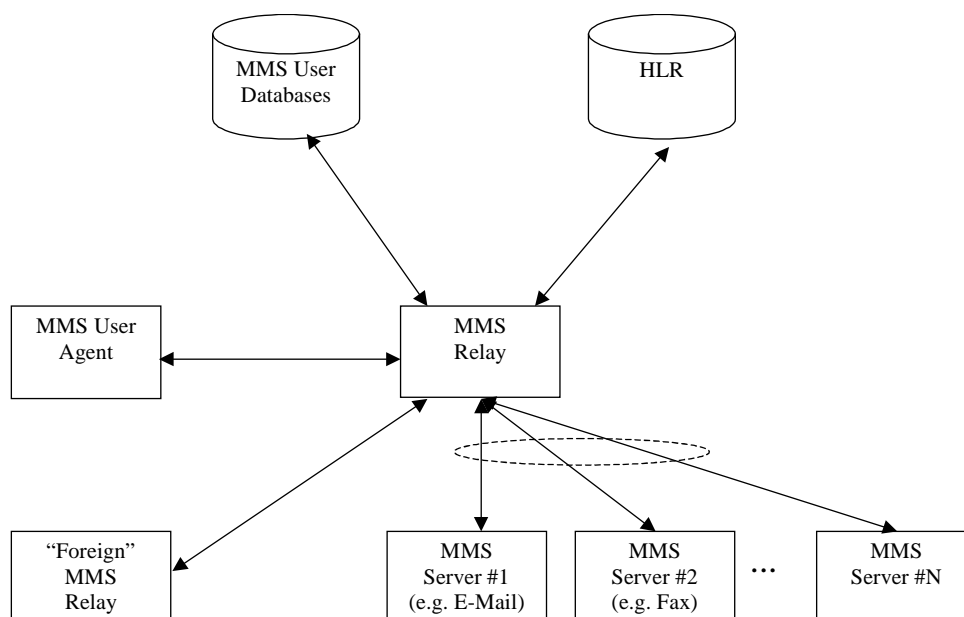 MMS User
Databases
HLR
MMS User
Agent
MMS
Relay
“Foreign”
MMS
Relay
MMS
Server #1
(e.g. E-Mail)
MMS
Server #2
(e.g. Fax)
...
MMS
Server #N